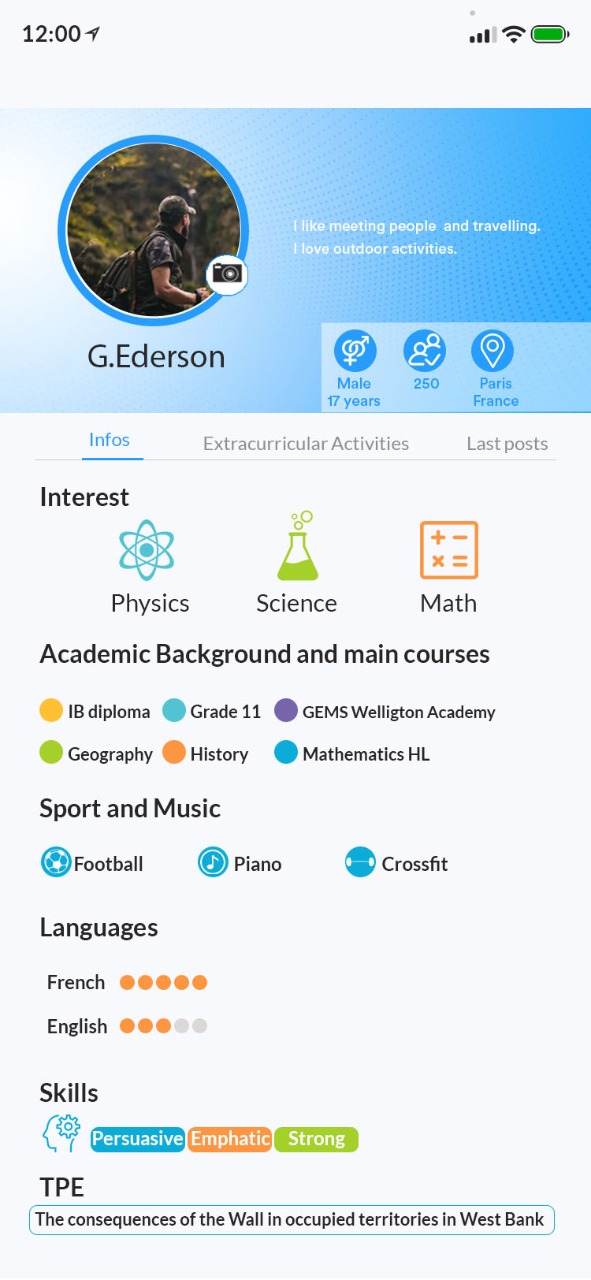 12:00
I like meeting people and travelling.
I love outdoor activities.
G.Ederson
Male 250 Paris
17 years France
Infos Extracurricular Activities Last posts
Interest
Physics Science Math
Academic Background and main courses
IB diploma Grade 11 GEMS Welligton Academy
Geography History Mathematics HL
Sport and Music
Football Piano Crossfit
Languages
French
English
Skills
Persuasive Emphatic Strong
TPE
The consequences of the Wall in occupied territories in West Bank